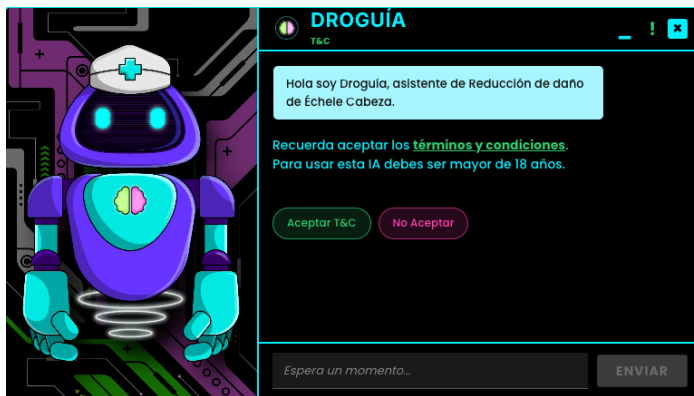 DROGUÍA
T&C
Hola soy Droguia, asistente de Reducción de daño
de Échele Cabeza.
Recuerda aceptar los términos y condiciones.
Para usar esta IA debes ser mayor de 18 años.
Aceptar T&C No Aceptar
Espera un momento... ENVIAR